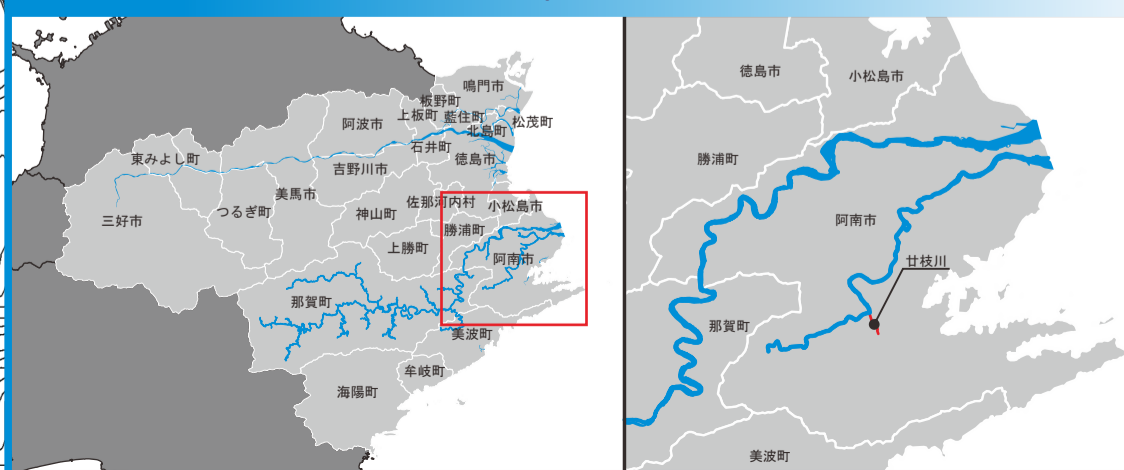 鳴門市
板野町
上板町
藍住町
松茂町
北島町
阿波市
石井町
徳島市
東みよし町
吉野川市
美馬市
つるぎ町
三好市
佐那河内村
小松島市
神山町
勝浦町
上勝町
阿南市
那賀町
美波町
牟岐町
海陽町
徳島市
小松島市
勝浦町
阿南市
廿枝川
那賀町
美波町